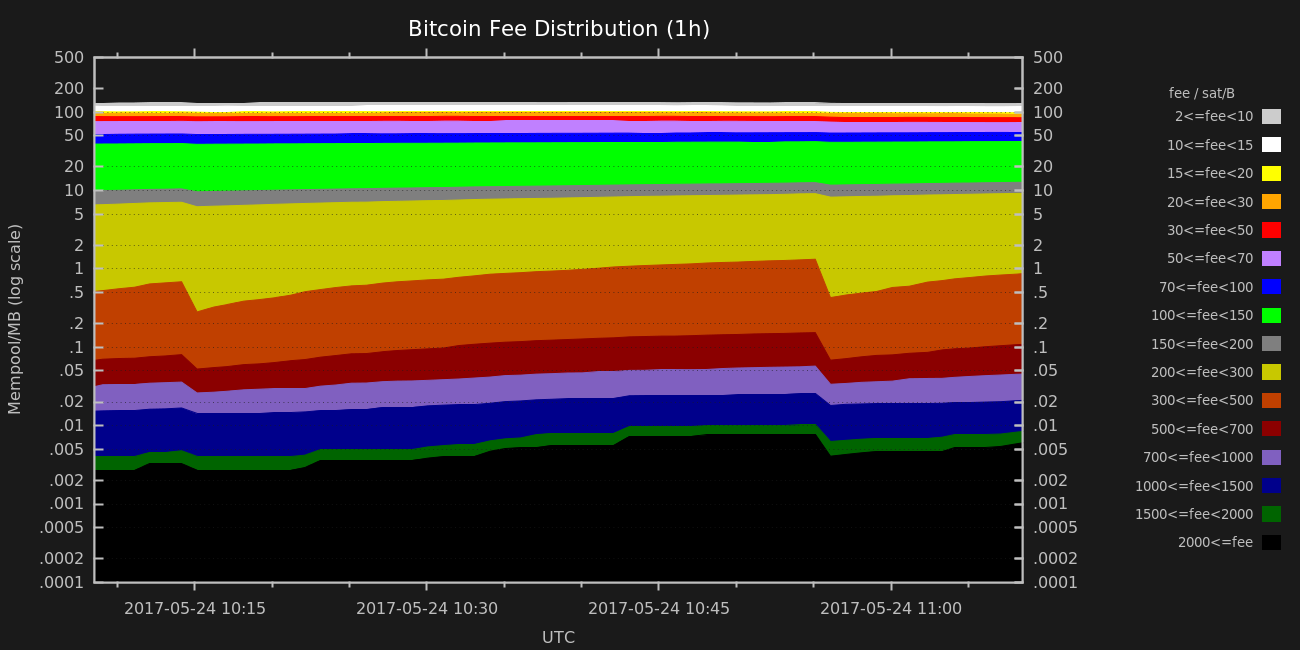 Bitcoin Fee Distribution (1h)
500 500
200 200
100 100
50 50
20 20
10 10
5 5
2 2
1 1
.5 .5
.2 .2
.1 .1
.05 .05
.02 .02
.01 .01
.005 .005
.002 .002
.001 .001
.0005 .0005
.0002 .0002
.0001 .0001
Mempool/MB (log scale)
2017-05-24 10:15 2017-05-24 10:30 2017-05-24 10:45 2017-05-24 11:00
UTC
fee / sat/B
2<=fee<10
10<=fee<15
15<=fee<20
20<=fee<30
30<=fee<50
50<=fee<70
70<=fee<100
100<=fee<150
150<=fee<200
200<=fee<300
300<=fee<500
500<=fee<700
700<=fee<1000
1000<=fee<1500
1500<=fee<2000
2000<=fee